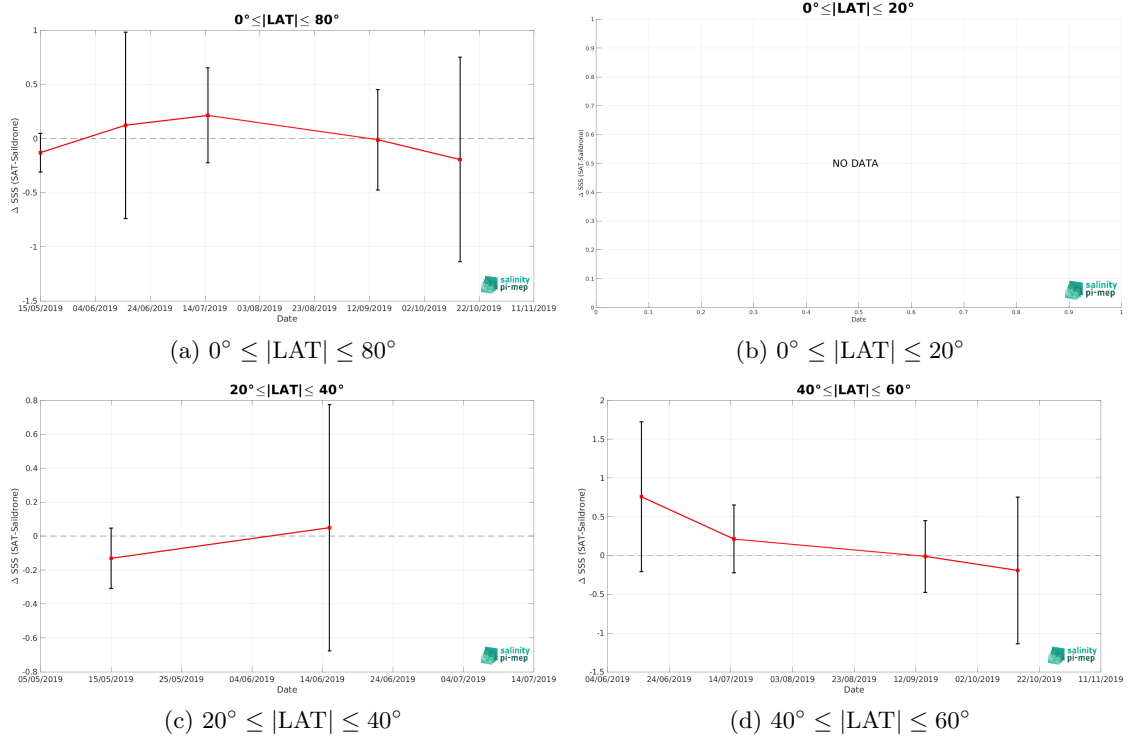 0°≤|LAT|≤ 80°
Δ SSS (SAT-Saildrone)
1
0.5
0
-0.5
-1
-1.5
15/05/2019 04/06/2019 24/06/2019 14/07/2019 03/08/2019 23/08/2019 12/09/2019 02/10/2019 22/10/2019 11/11/2019
Date
salinity
pi-mep
(a) 0° ≤ |LAT| ≤ 80°
0°≤|LAT|≤ 20°
Δ SSS (SAT-Saildrone)
1
0.9
0.8
0.7
0.6
0.5
0.4
0.3
0.2
0.1
0
NO DATA
0 0.1 0.2 0.3 0.4 0.5 0.6 0.7 0.8 0.9 1
Date
salinity
pi-mep
(b) 0° ≤ |LAT| ≤ 20°
20°≤|LAT|≤ 40°
Δ SSS (SAT-Saildrone)
0.8
0.6
0.4
0.2
0
-0.2
-0.4
-0.6
-0.8
05/05/2019 15/05/2019 25/05/2019 04/06/2019 14/06/2019 24/06/2019 04/07/2019 14/07/2019
Date
salinity
pi-mep
(c) 20° ≤ |LAT| ≤ 40°
40°≤|LAT|≤ 60°
Δ SSS (SAT-Saildrone)
2
1.5
1
0.5
0
-0.5
-1
-1.5
04/06/2019 24/06/2019 14/07/2019 03/08/2019 23/08/2019 12/09/2019 02/10/2019 22/10/2019 11/11/2019
Date
salinity
pi-mep
(d) 40° ≤ |LAT| ≤ 60°